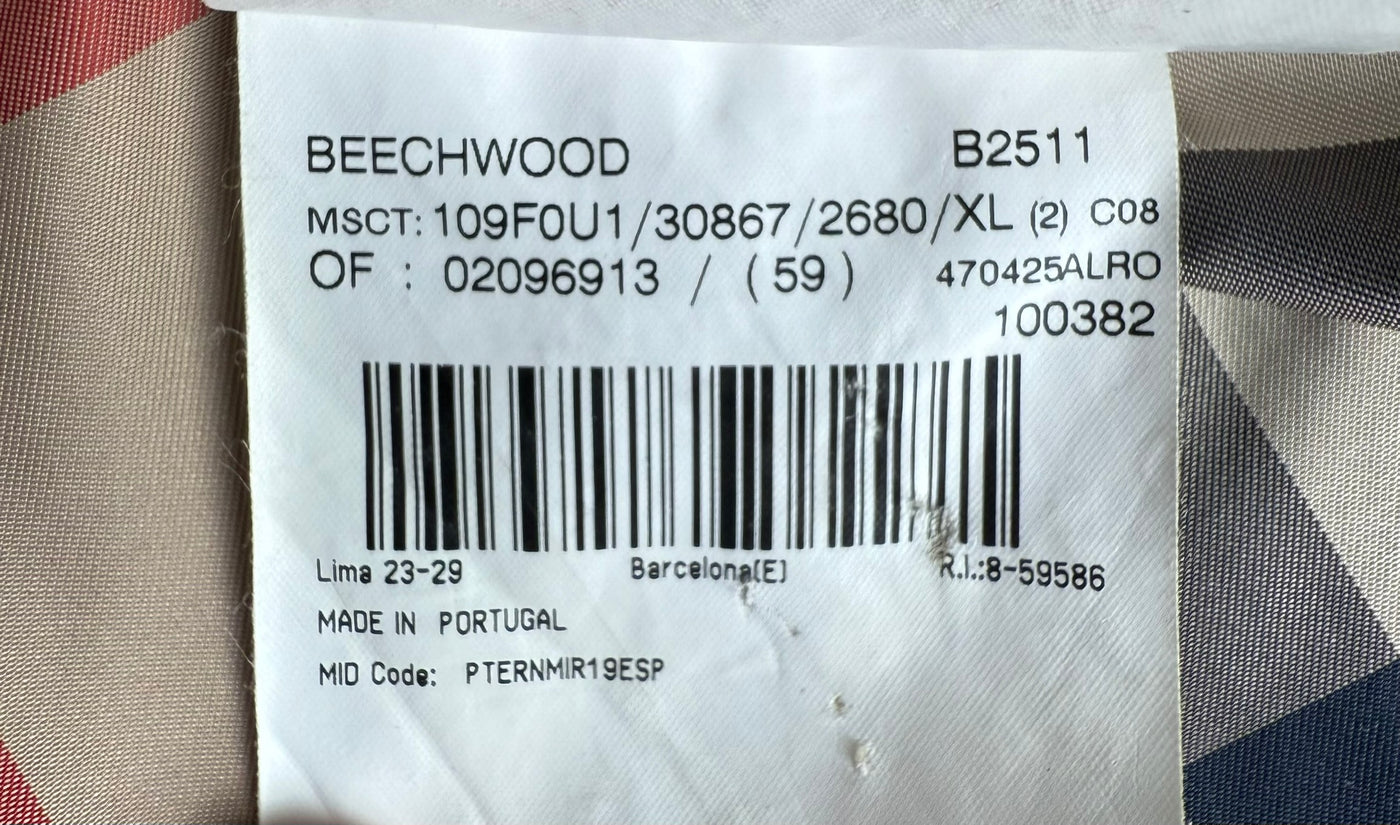 BEECHWOOD B2511
MSCT: 109F0U1/30867/2680/XL (2) C08
OF : 02096913 / (59) 470425ALRO
100382
Lima 23-29 Barcelona(E) R.I.:8-59586
MADE IN PORTUGAL
MID Code: PTERNMIR19ESP